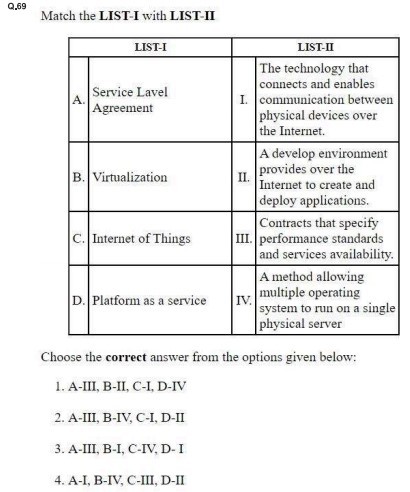 Q.69
Match the LIST-I with LIST-II
LIST-I
LIST-II
A.
Service Lavel
Agreement
I.
The technology that
connects and enables
communication between
physical devices over
the Internet.
B.
Virtualization
II.
A develop environment
provides over the
Internet to create and
deploy applications.
C.
Internet of Things
III.
Contracts that specify
performance standards
and services availability.
D.
Platform as a service
IV.
A method allowing
multiple operating
system to run on a single
physical server
Choose the correct answer from the options given below:
1. A-III, B-II, C-I, D-IV
2. A-III, B-IV, C-I, D-II
3. A-III, B-I, C-IV, D- I
4. A-I, B-IV, C-III, D-II